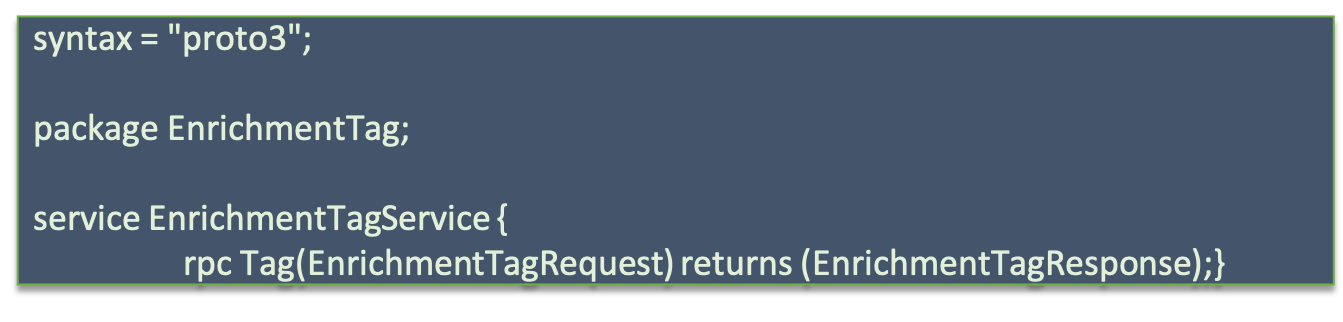 syntax = "proto3";
package EnrichmentTag;
service EnrichmentTagService {
rpc Tag(EnrichmentTagRequest) returns (EnrichmentTagResponse);}